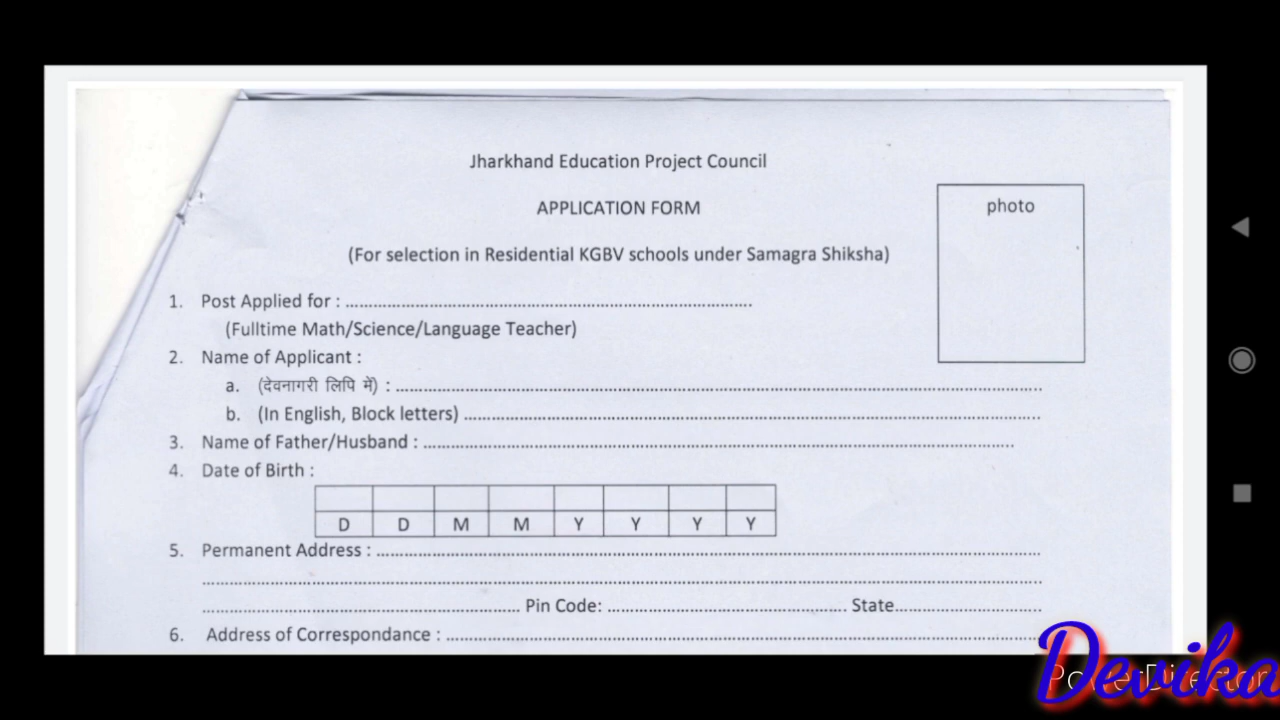 Jharkhand Education Project Council
APPLICATION FORM
photo
(For selection in Residential KGBV schools under Samagra Shiksha)
1. Post Applied for : ................................................................
(Fulltime Math/Science/Language Teacher)
2. Name of Applicant :
a. (देवनागरी लिपि में) : ................................................................
b. (In English, Block letters) ................................................................
3. Name of Father/Husband : ................................................................
4. Date of Birth :
D D M M Y Y Y Y
5. Permanent Address : ................................................................
................................................................
................................ Pin Code: ................................ State................
6. Address of Correspondance : ................................................................
Devika
PowerDirector